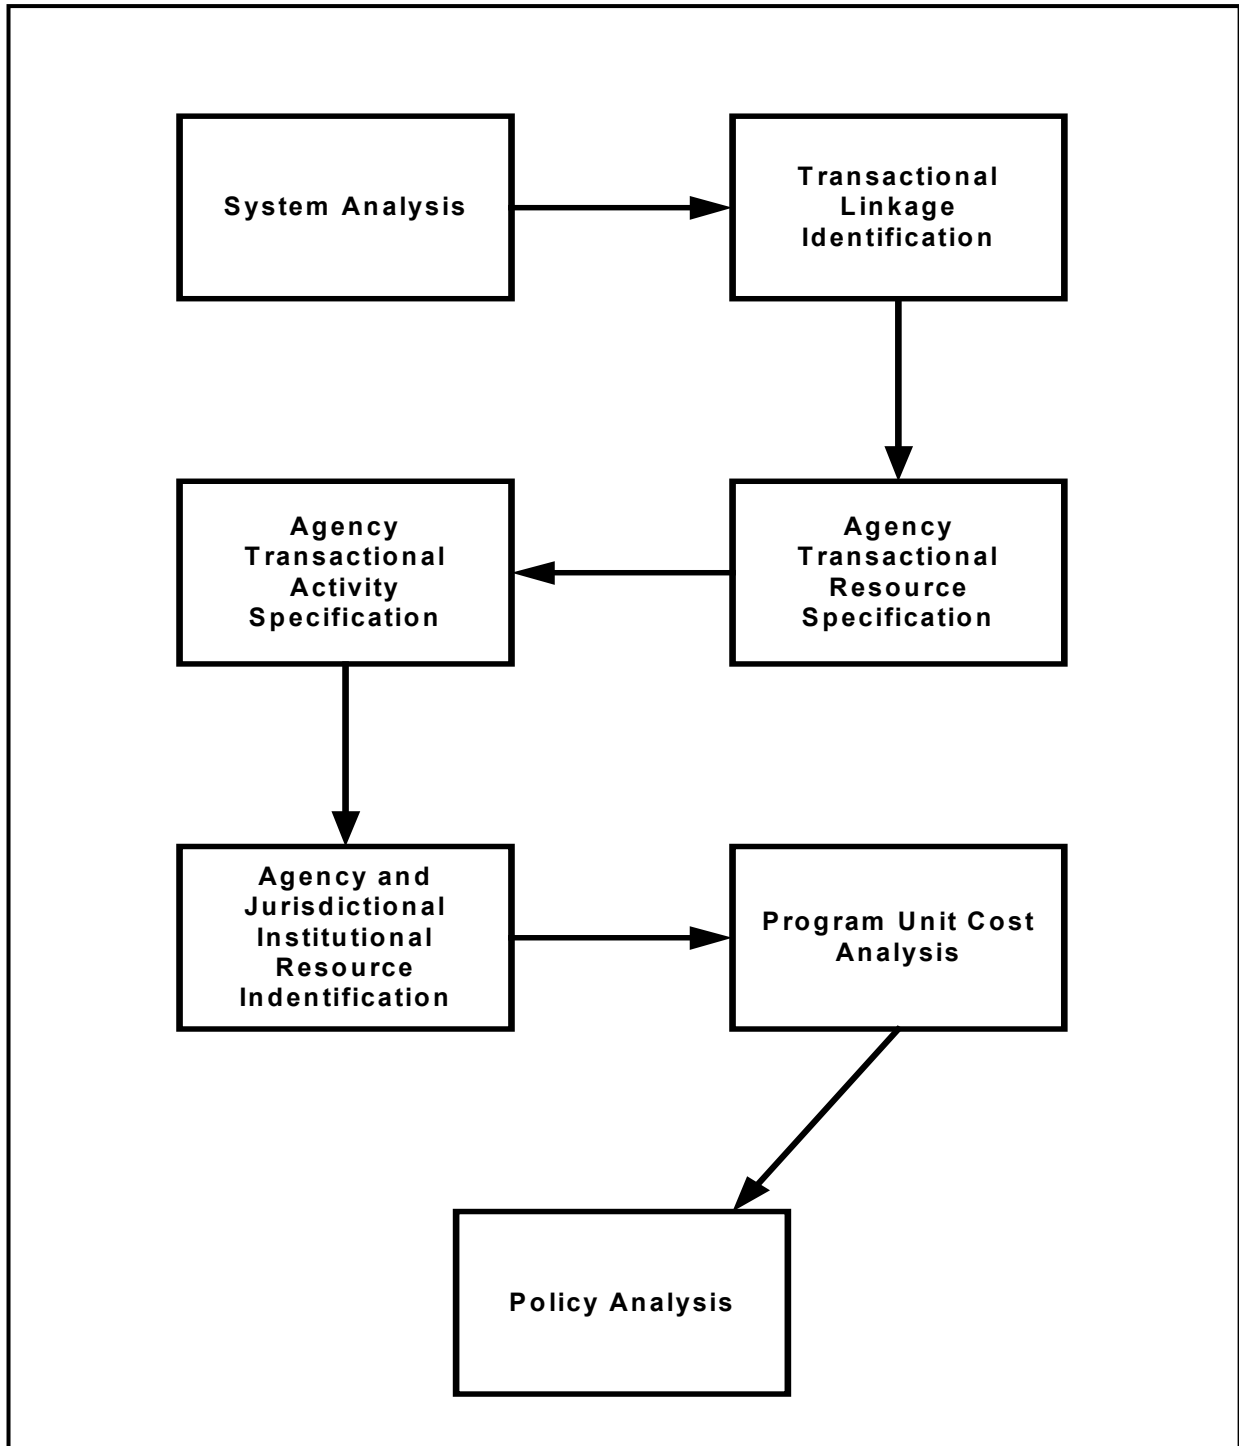 System Analysis
Transactional
Linkage
Identification
Agency
Transactional
Activity
Specification
Agency
Transactional
Resource
Specification
Agency and
Jurisdictional
Institutional
Resource
Indentification
Program Unit Cost
Analysis
Policy Analysis